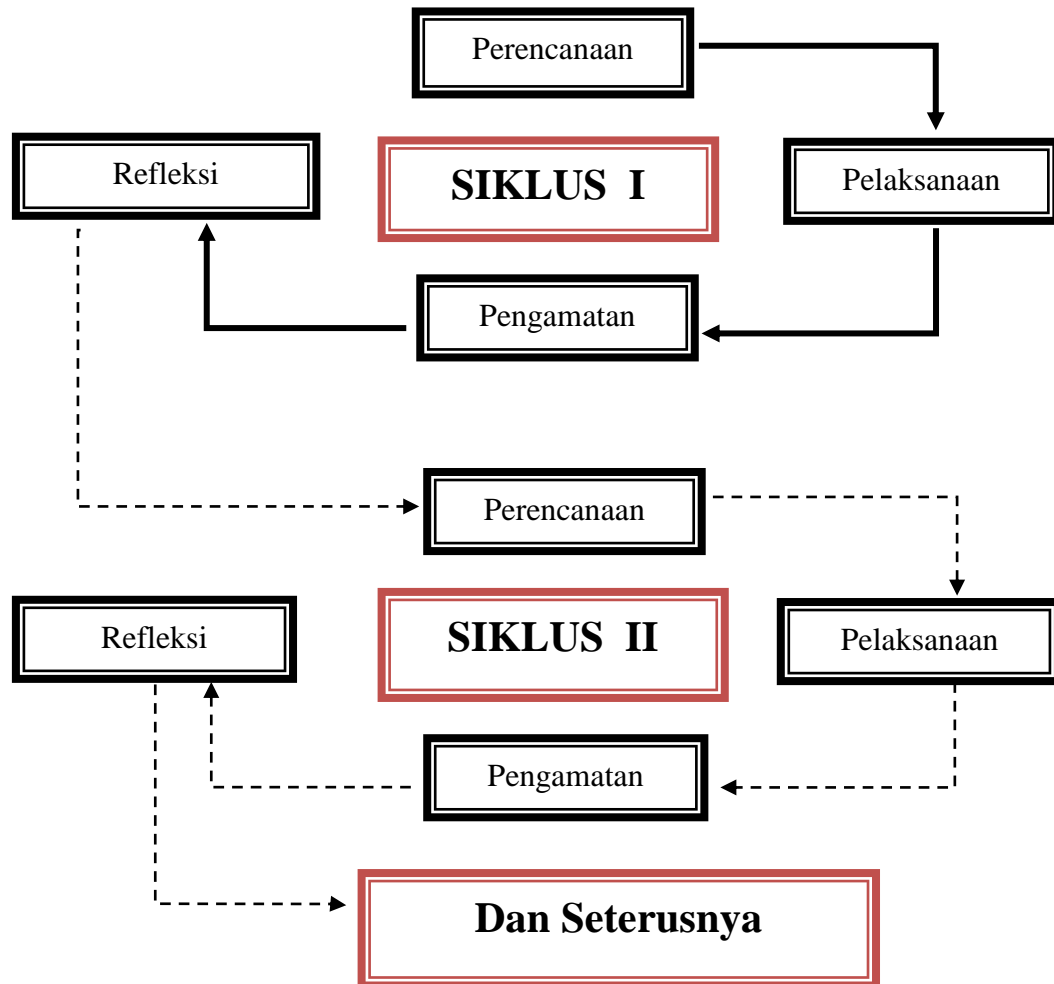 Perencanaan
Refleksi
SIKLUS I
Pelaksanaan
Pengamatan
Perencanaan
Refleksi
SIKLUS II
Pelaksanaan
Pengamatan
Dan Seterusnya